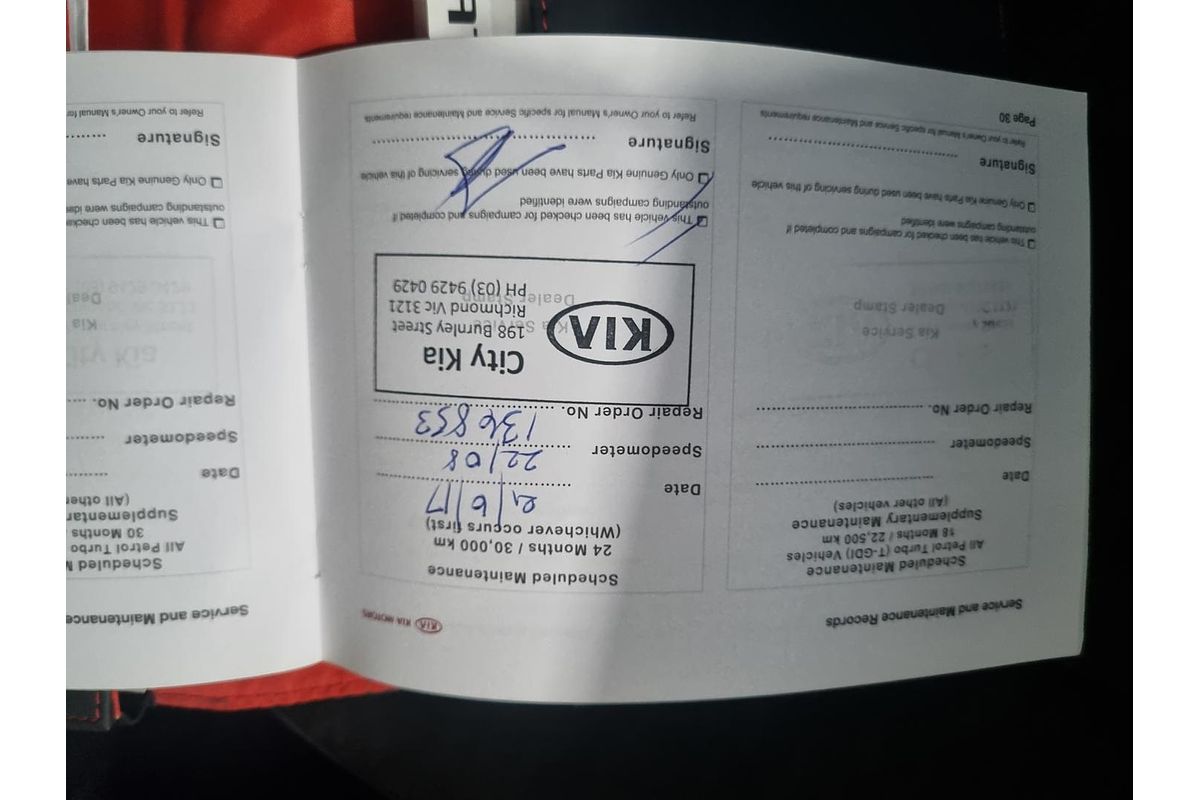 Service and Maintenance Records
Scheduled Maintenance
All Petrol Turbo (T-GDI) Vehicles
18 Months / 22,500 km
Supplementary Maintenance
(All other vehicles)
Date
Speedometer
Repair Order No.
Kia Service
Dealer Stamp
This vehicle has been checked for campaigns and completed if
outstanding campaigns were identified
Only Genuine Kia Parts have been used during servicing of this vehicle
Signature
Refer to your Owner's Manual for specific Service and Maintenance requirements
Page 30
KIA KIA MOTORS
Scheduled Maintenance
24 Months / 30,000 km
(Whichever occurs first)
Date 21/6/17
Speedometer 22108
Repair Order No. 136853
KIA
City Kia
198 Burnley Street
Richmond Vic 3121
PH (03) 9429 0429
Kia Service
Dealer Stamp
This vehicle has been checked for campaigns and completed if
outstanding campaigns were identified
Only Genuine Kia Parts have been used during servicing of this vehicle
Signature
Refer to your Owner's Manual for specific Service and Maintenance requirements
Service and Maintenance
Scheduled M
All Petrol Turbo
30 Months
Supplementar
(All other
Date
Speedometer
Repair Order No.
Kia
Deal
This vehicle has been checke
outstanding campaigns were iden
Only Genuine Kia Parts have
Signature
Refer to your Owner's Manual for